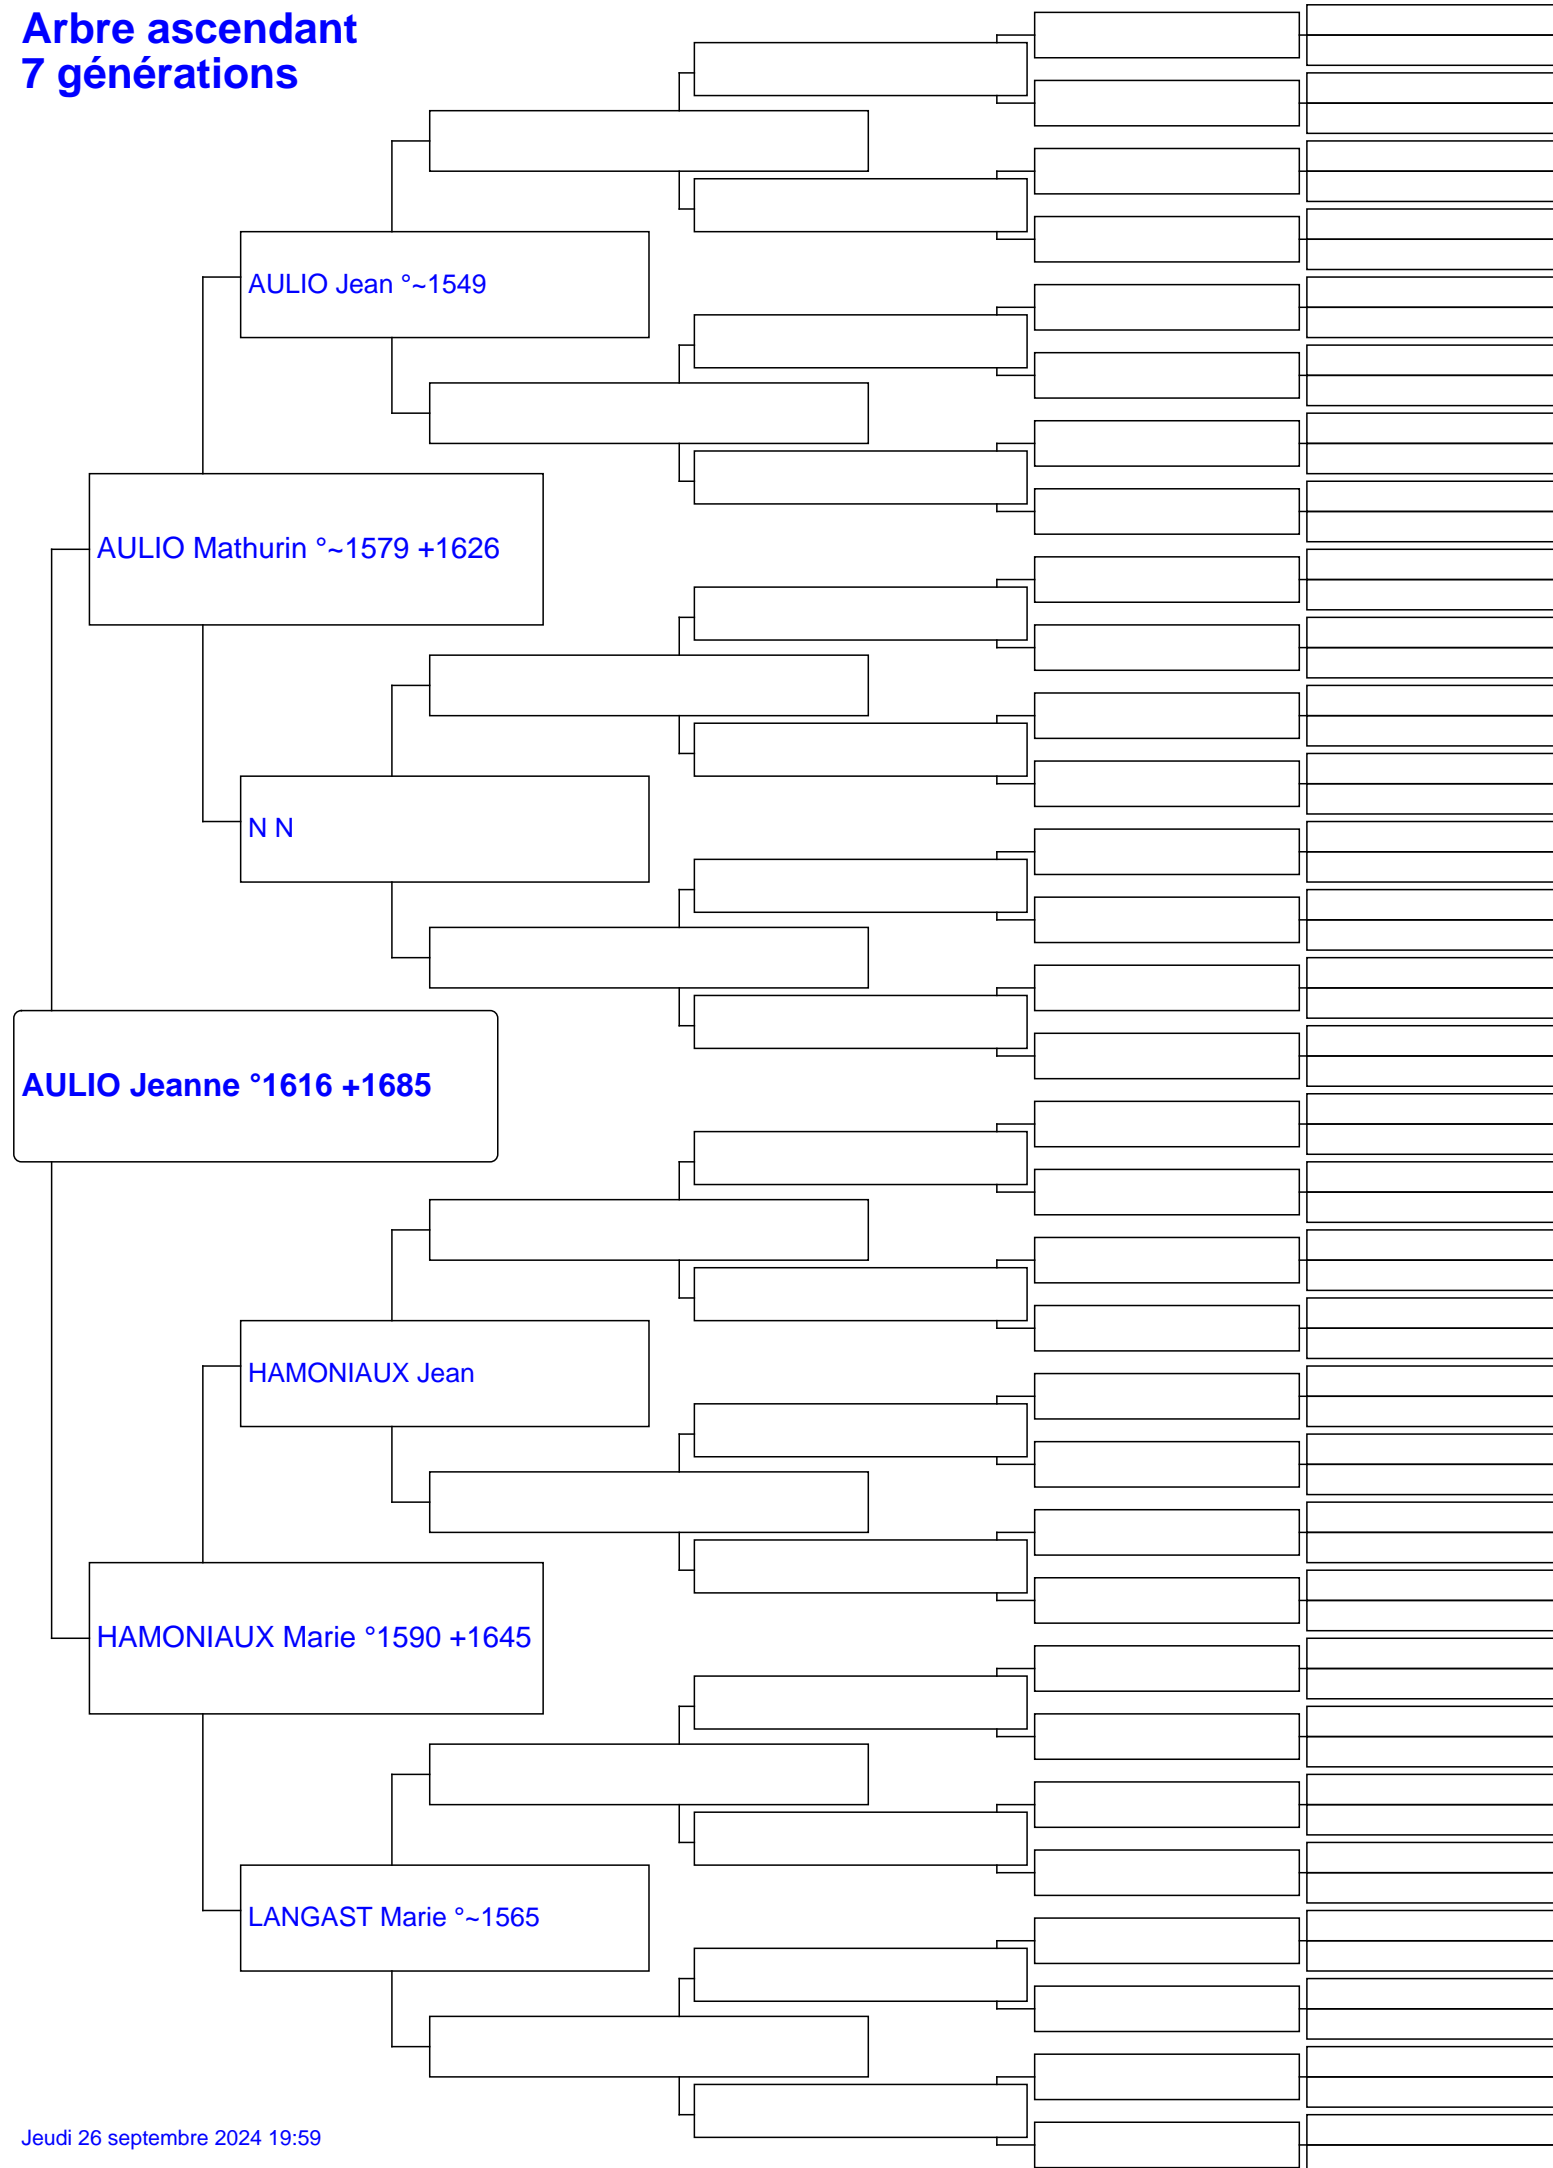 Arbre ascendant
7 générations
AULIO Jean °~1549
AULIO Mathurin °~1579 +1626
N N
AULIO Jeanne °1616 +1685
HAMONIAUX Jean
HAMONIAUX Marie °1590 +1645
LANGAST Marie °~1565
Jeudi 26 septembre 2024 19:59